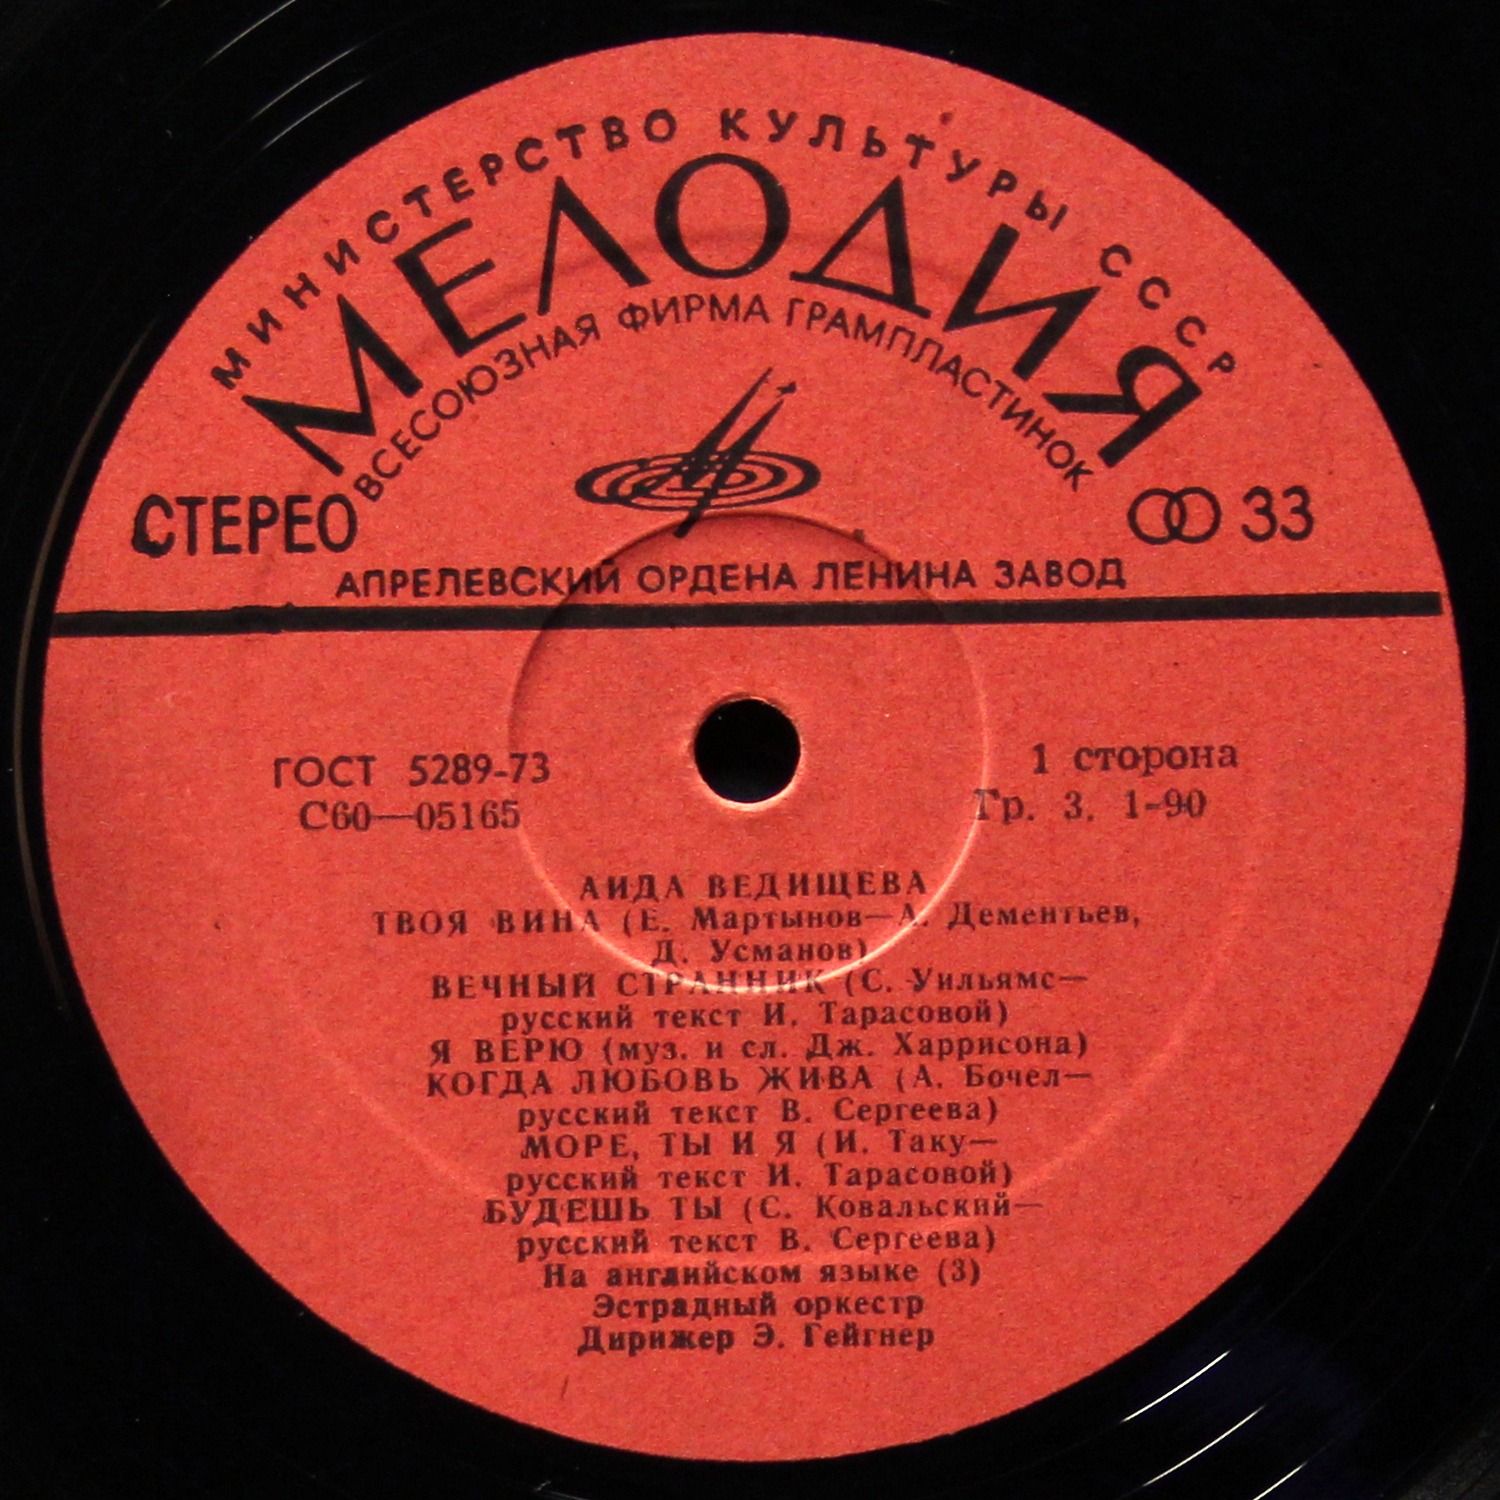 МИНИСТЕРСТВО КУЛЬТУРЫ СССР
МЕЛОДИЯ
ВСЕСОЮЗНАЯ ФИРМА ГРАМПЛАСТИНОК
СТЕРЕО
33
АПРЕЛЕВСКИЙ ОРДЕНА ЛЕНИНА ЗАВОД
ГОСТ 5289-73
1 сторона
С60—05165
Гр. 3. 1-90
АИДА ВЕДИЩЕВА
ТВОЯ ВИНА (Е. Мартынов—А. Дементьев,
Д. Усманов)
ВЕЧНЫЙ СТРАННИК (С. Уильямс—
русский текст И. Тарасовой)
Я ВЕРЮ (муз. и сл. Дж. Харрисона)
КОГДА ЛЮБОВЬ ЖИВА (А. Бочел—
русский текст В. Сергеева)
МОРЕ, ТЫ И Я (И. Таку—
русский текст И. Тарасовой)
БУДЕШЬ ТЫ (С. Ковальский—
русский текст В. Сергеева)
На английском языке (3)
Эстрадный оркестр
Дирижер Э. Гейгнер